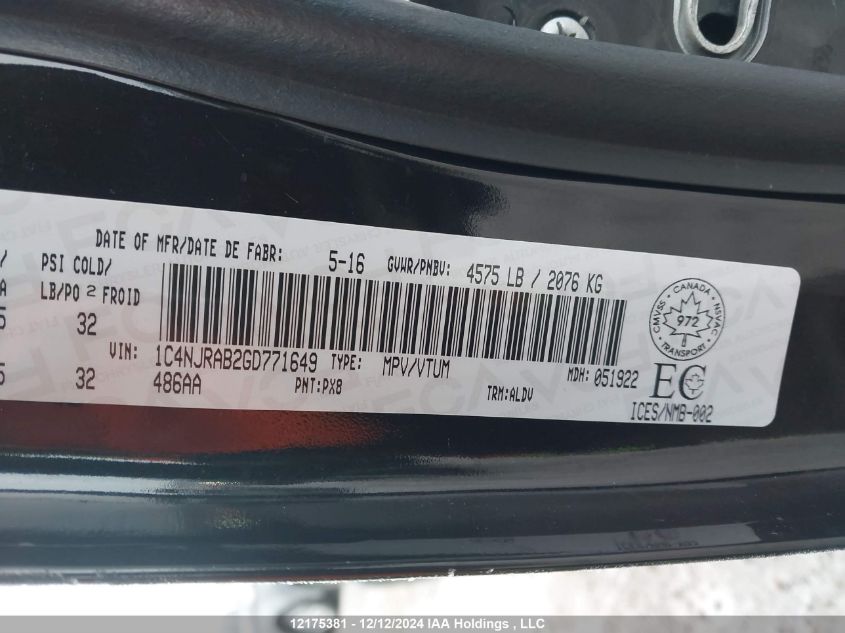 DATE OF MFR/DATE DE FABR: 5-16 GVWR/PNBV: 4575 LB / 2076 KG
PSI COLD/
LB/PO 2 FROID
32
VIN: 1C4NJRAB2GD771649 TYPE: MPV/VTUM MDH: 051922
32 486AA PNT:PX8 TRM:ALDV
CANADA
CMVSS
NSVAC
972
TRANSPORT
EC
ICES/NMB-002
12175381 - 12/12/2024 IAA Holdings , LLC